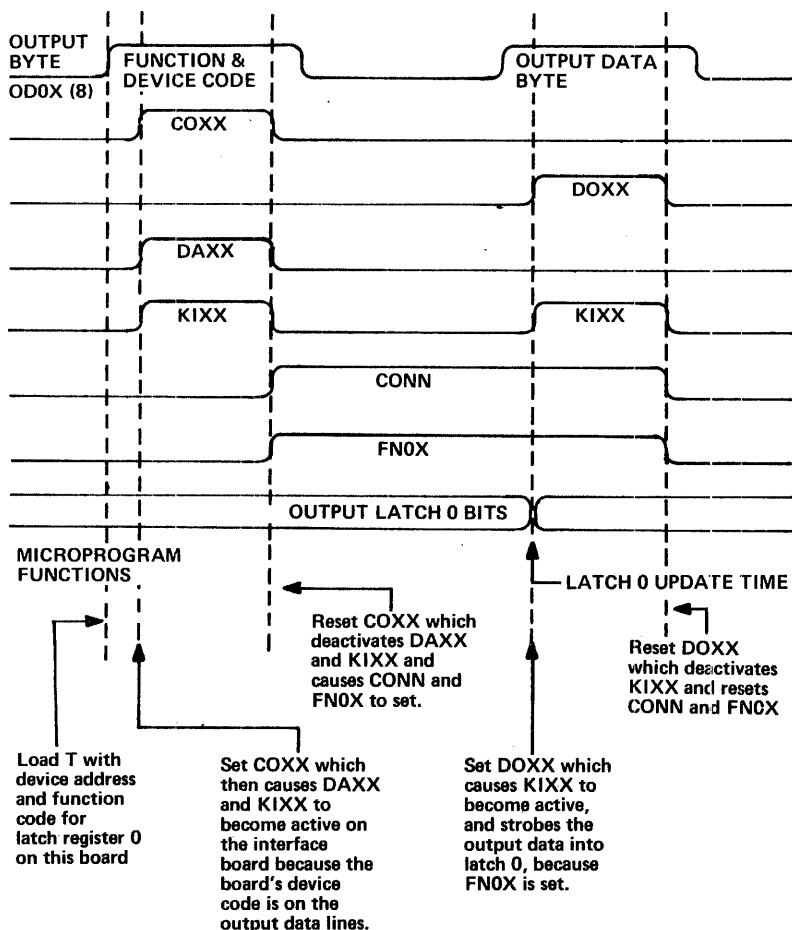 OUTPUT
BYTE
OD0X (8)
FUNCTION &
DEVICE CODE
OUTPUT DATA
BYTE
COXX
DOXX
DAXX
KIXX
KIXX
CONN
FN0X
OUTPUT LATCH 0 BITS
MICROPROGRAM
FUNCTIONS
LATCH 0 UPDATE TIME
Reset COXX which
deactivates DAXX
and KIXX and
causes CONN and
FN0X to set.
Reset DOXX
which deactivates
KIXX and resets
CONN and FN0X
Load T with
device address
and function
code for
latch register 0
on this board
Set COXX which
then causes DAXX
and KIXX to
become active on
the interface
board because the
board's device
code is on the
output data lines.
Set DOXX which
causes KIXX to
become active,
and strobes the
output data into
latch 0, because
FN0X is set.